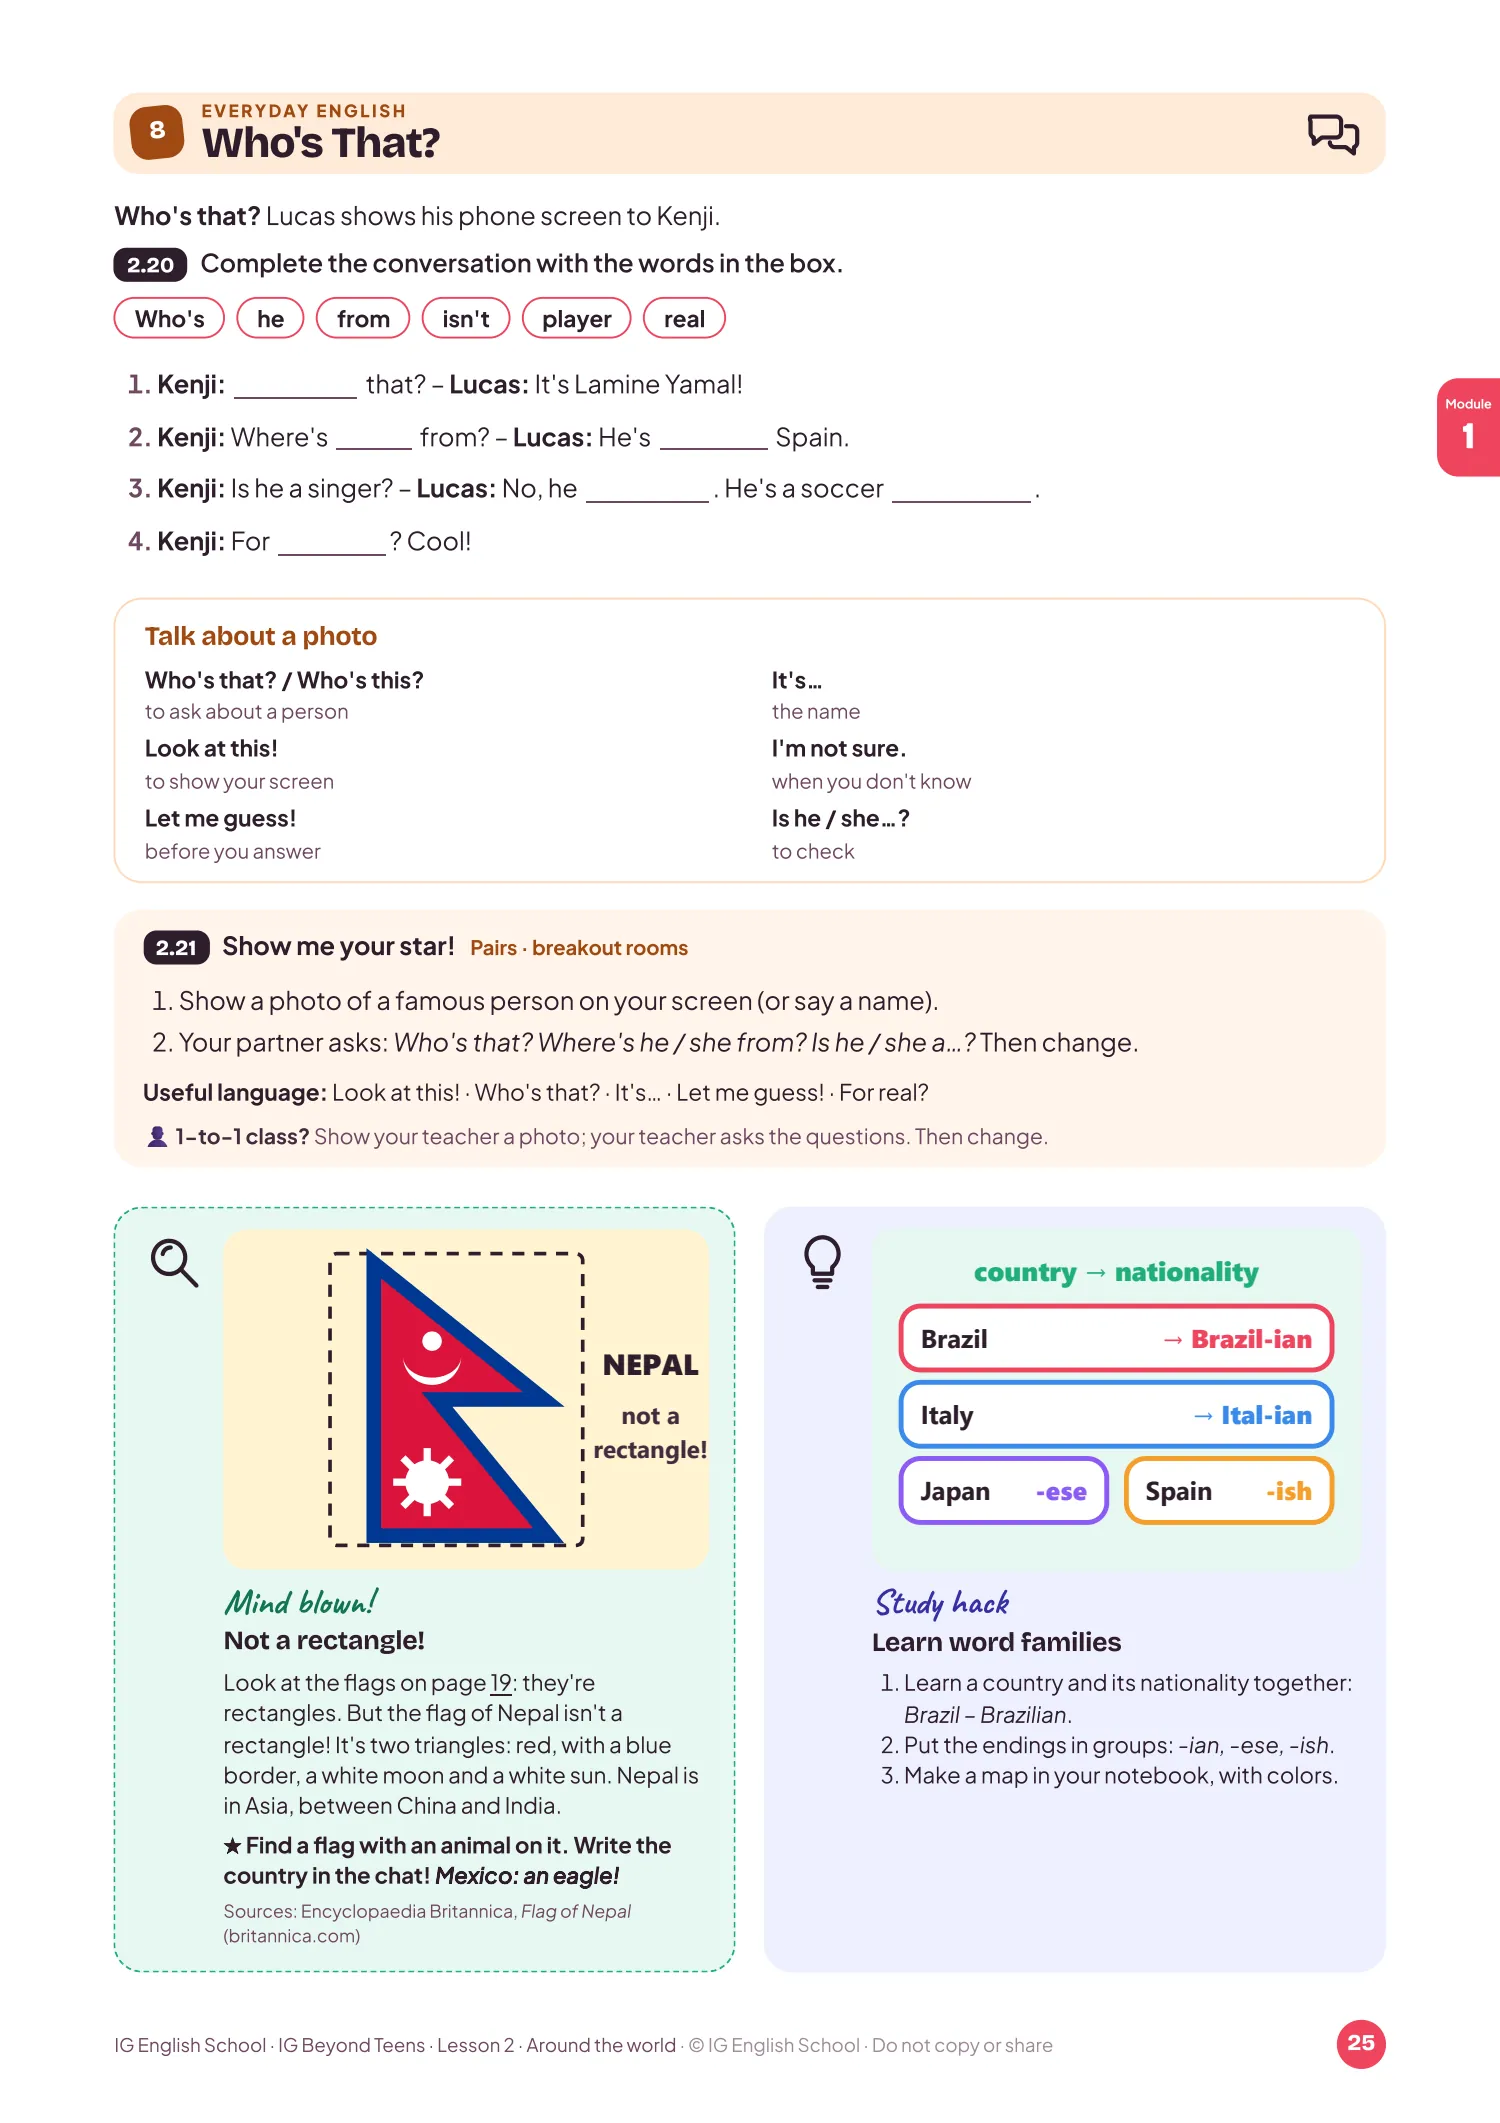 8
EVERYDAY ENGLISH
Who's That?
Who's that? Lucas shows his phone screen to Kenji.
2.20 Complete the conversation with the words in the box.
Who's he from isn't player real
1. Kenji: ________ that? – Lucas: It's Lamine Yamal!
2. Kenji: Where's _____ from? – Lucas: He's _______ Spain.
3. Kenji: Is he a singer? – Lucas: No, he ________. He's a soccer _________.
4. Kenji: For _______? Cool!
Module
1
Talk about a photo
Who's that? / Who's this?
to ask about a person
Look at this!
to show your screen
Let me guess!
before you answer
It's...
the name
I'm not sure.
when you don't know
Is he / she...?
to check
2.21 Show me your star! Pairs · breakout rooms
1. Show a photo of a famous person on your screen (or say a name).
2. Your partner asks: Who's that? Where's he / she from? Is he / she a...? Then change.
Useful language: Look at this! · Who's that? · It's... · Let me guess! · For real?
1-to-1 class? Show your teacher a photo; your teacher asks the questions. Then change.
NEPAL
not a
rectangle!
Mind blown!
Not a rectangle!
Look at the flags on page 19: they're
rectangles. But the flag of Nepal isn't a
rectangle! It's two triangles: red, with a blue
border, a white moon and a white sun. Nepal is
in Asia, between China and India.
★ Find a flag with an animal on it. Write the
country in the chat! Mexico: an eagle!
Sources: Encyclopaedia Britannica, Flag of Nepal
(britannica.com)
country → nationality
Brazil → Brazil-ian
Italy → Ital-ian
Japan -ese Spain -ish
Study hack
Learn word families
1. Learn a country and its nationality together:
Brazil – Brazilian.
2. Put the endings in groups: -ian, -ese, -ish.
3. Make a map in your notebook, with colors.
IG English School · IG Beyond Teens · Lesson 2 · Around the world · © IG English School · Do not copy or share
25